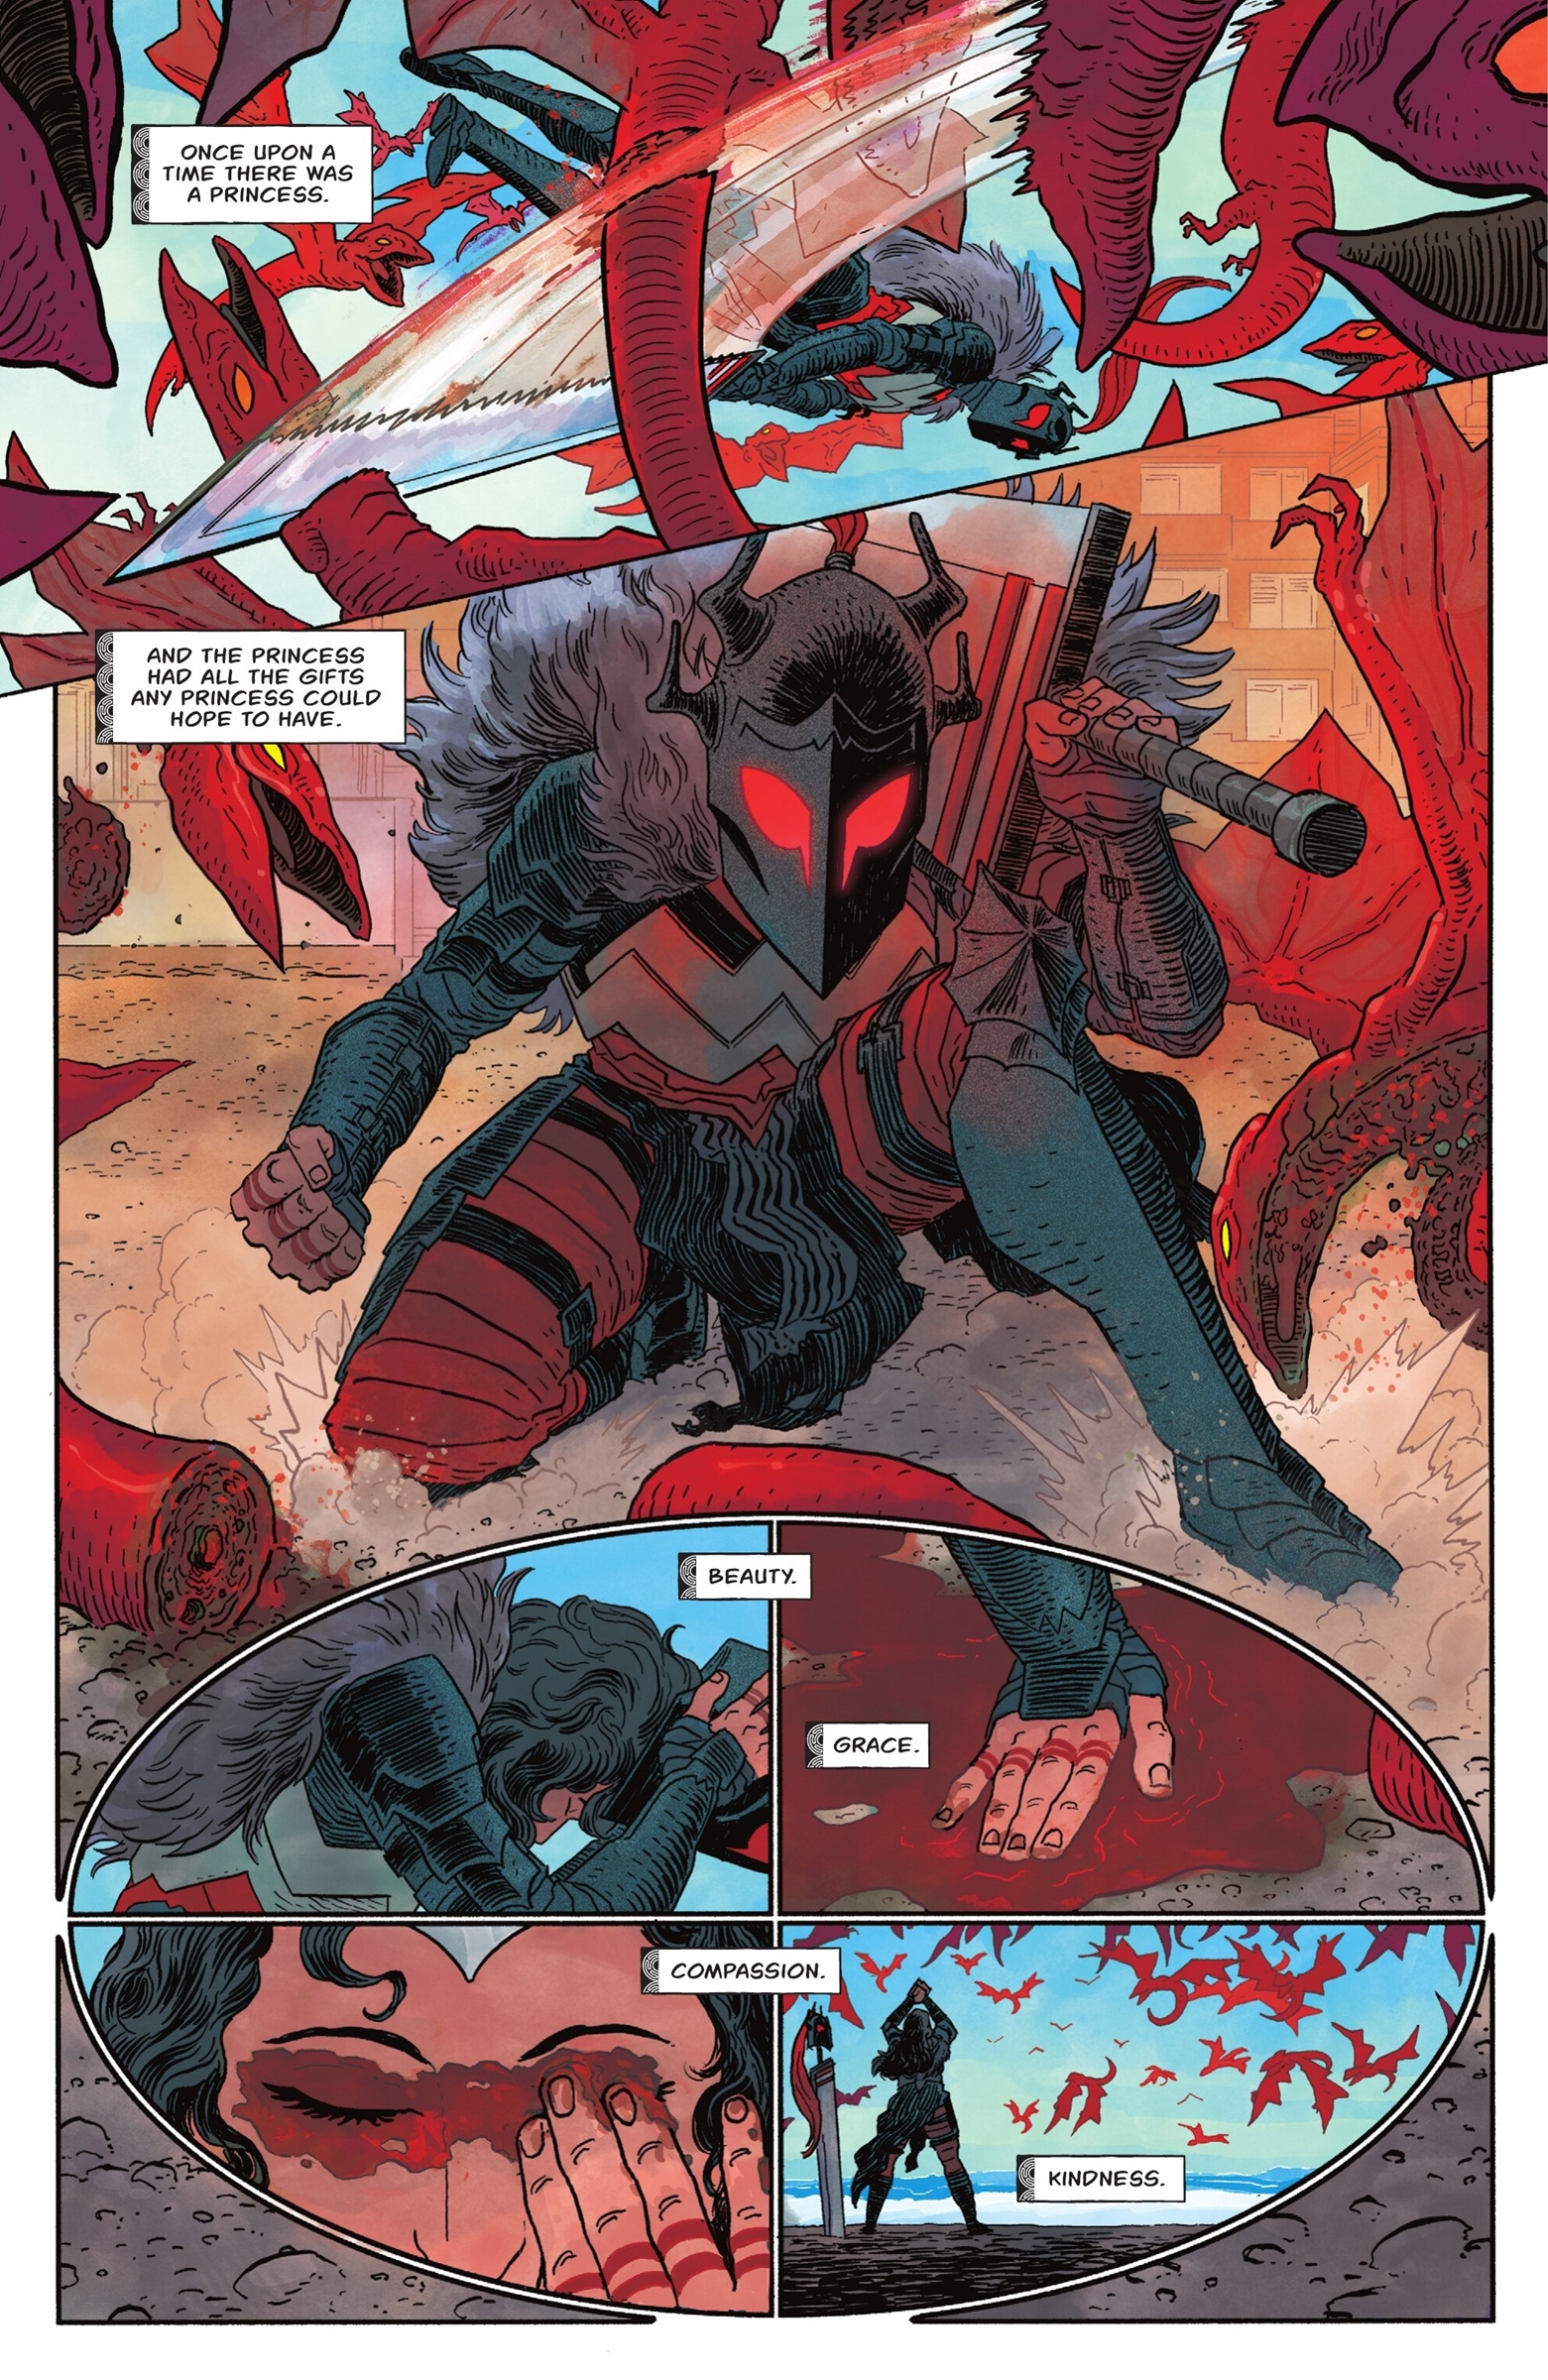 ONCE UPON A
TIME THERE WAS
A PRINCESS.
AND THE PRINCESS
HAD ALL THE GIFTS
ANY PRINCESS COULD
HOPE TO HAVE.
BEAUTY.
GRACE.
COMPASSION.
KINDNESS.